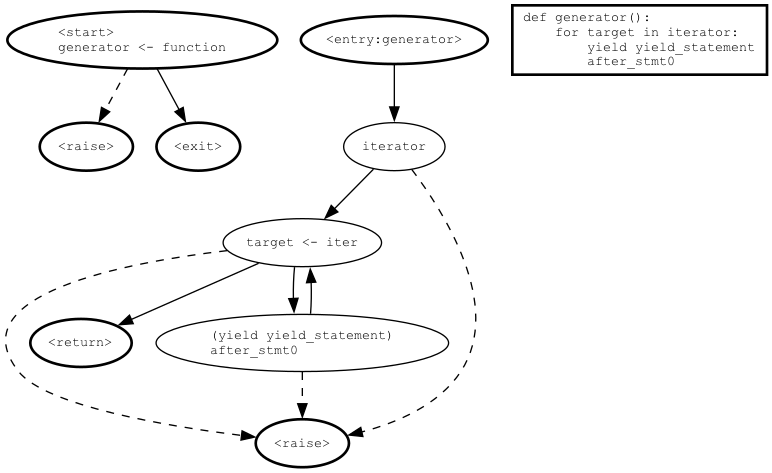 <start>
generator <- function
<entry:generator>
def generator():
    for target in iterator:
        yield yield_statement
        after_stmt0
<raise>
<exit>
iterator
target <- iter
<return>
(yield yield_statement)
after_stmt0
<raise>